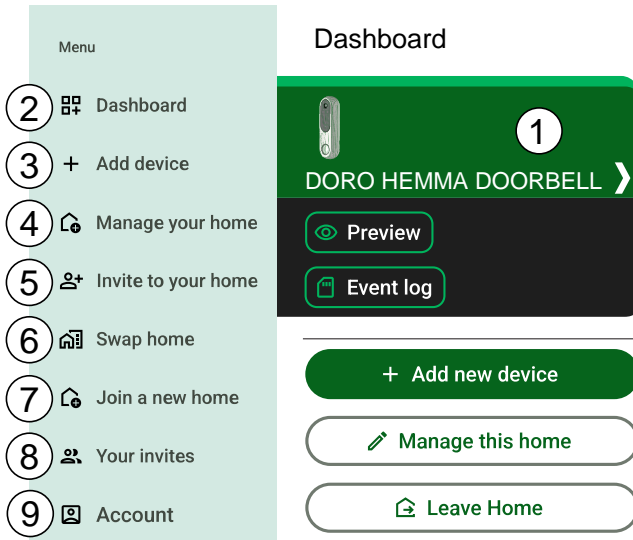 Menu
2 Dashboard
3 Add device
4 Manage your home
5 Invite to your home
6 Swap home
7 Join a new home
8 Your invites
9 Account
Dashboard
1
DORO HEMMA DOORBELL
Preview
Event log
+ Add new device
Manage this home
Leave Home